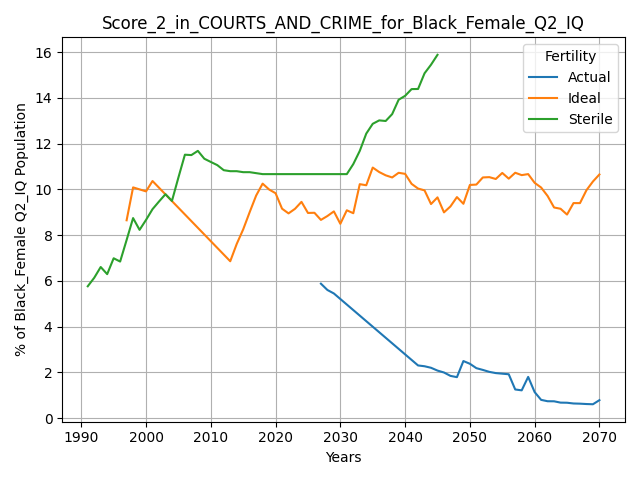 Score_2_in_COURTS_AND_CRIME_for_Black_Female_Q2_IQ
% of Black_Female Q2_IQ Population
16
14
12
10
8
6
4
2
0
Fertility
Actual
Ideal
Sterile
1990 2000 2010 2020 2030 2040 2050 2060 2070
Years